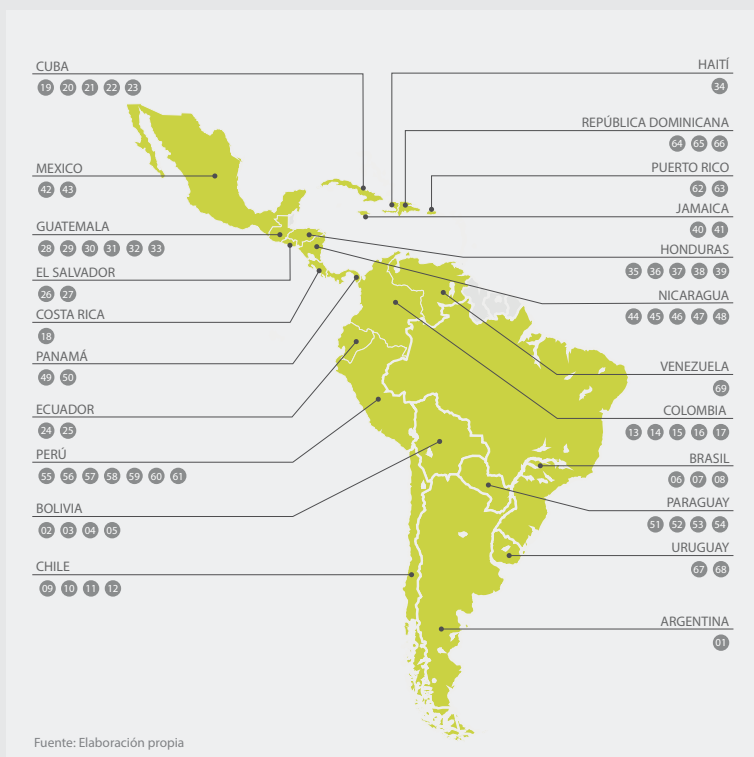 CUBA
19 20 21 22 23
MEXICO
42 43
GUATEMALA
28 29 30 31 32 33
EL SALVADOR
26 27
COSTA RICA
18
PANAMÁ
49 50
ECUADOR
24 25
PERÚ
55 56 57 58 59 60 61
BOLIVIA
02 03 04 05
CHILE
09 10 11 12
HAITÍ
34
REPÚBLICA DOMINICANA
64 65 66
PUERTO RICO
62 63
JAMAICA
40 41
HONDURAS
35 36 37 38 39
NICARAGUA
44 45 46 47 48
VENEZUELA
69
COLOMBIA
13 14 15 16 17
BRASIL
06 07 08
PARAGUAY
51 52 53 54
URUGUAY
67 68
ARGENTINA
01
Fuente: Elaboración propia